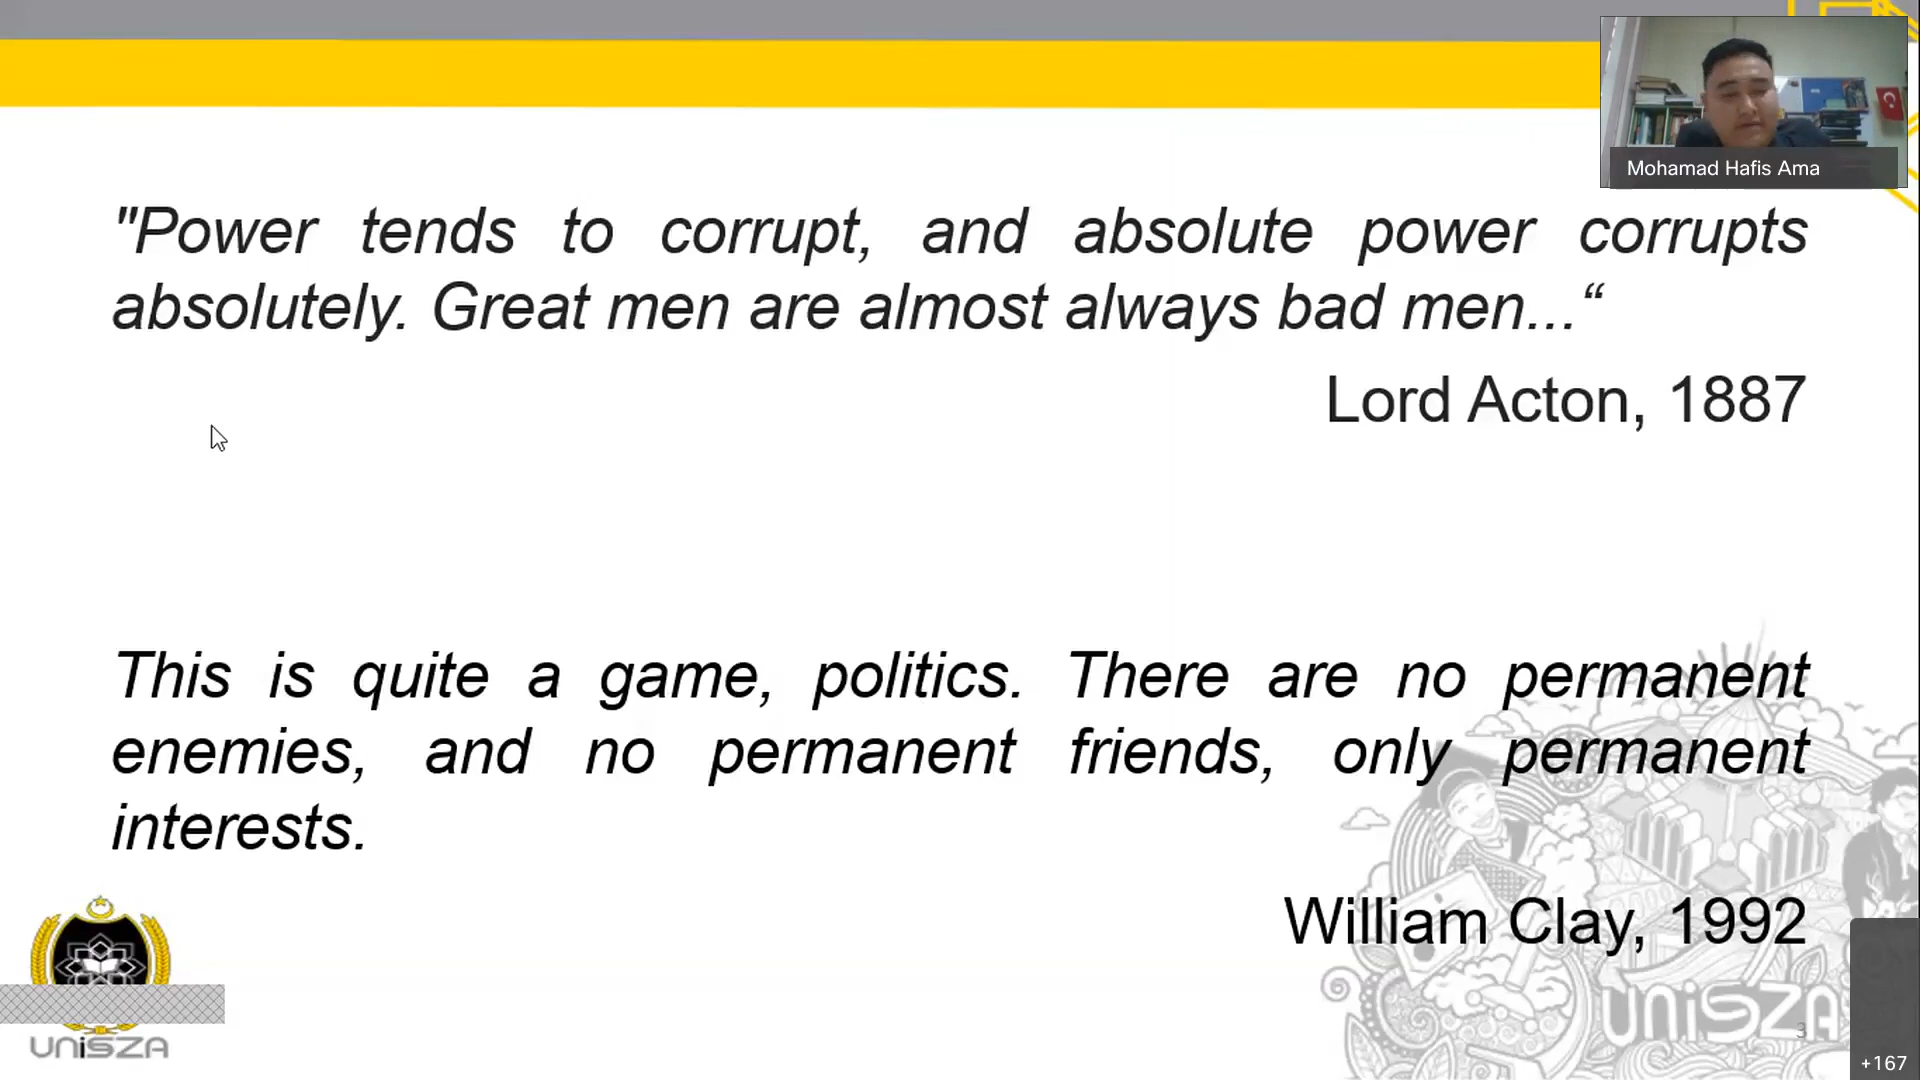 Mohamad Hafis Ama
"Power tends to corrupt, and absolute power corrupts
absolutely. Great men are almost always bad men...“
Lord Acton, 1887
This is quite a game, politics. There are no permanent
enemies, and no permanent friends, only permanent
interests.
William Clay, 1992
UNiSZA
UNiSZA
3
+167